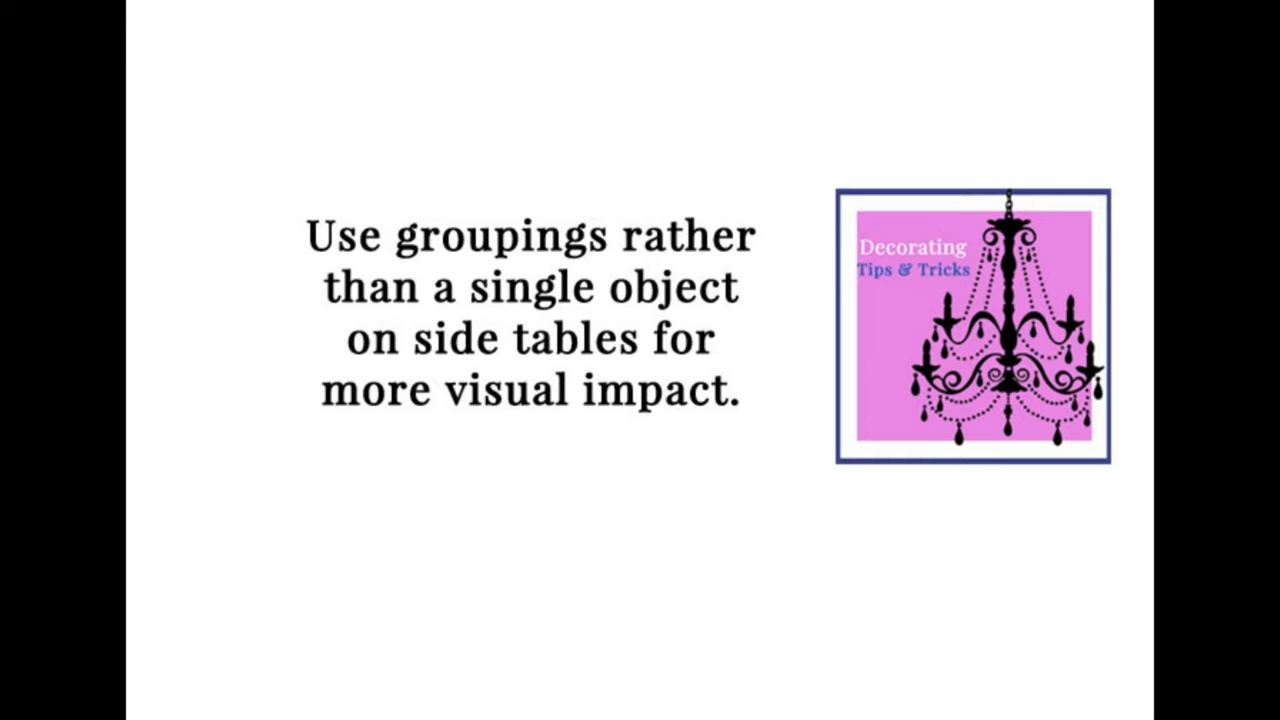 Use groupings rather
than a single object
on side tables for
more visual impact.
Decorating
Tips & Tricks